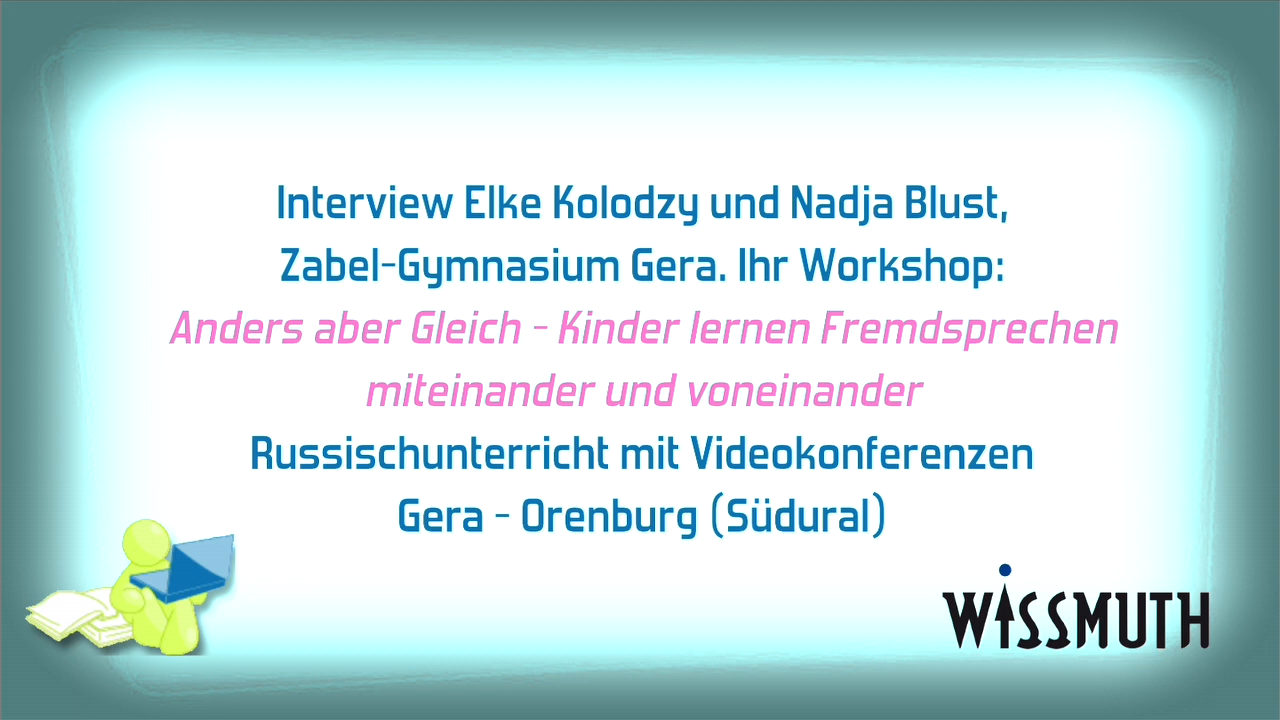 Interview Elke Kolodzy und Nadja Blust,
Zabel-Gymnasium Gera. Ihr Workshop:
Anders aber Gleich - Kinder lernen Fremdsprechen
miteinander und voneinander
Russischunterricht mit Videokonferenzen
Gera - Orenburg (Südural)
WiSSMUTH